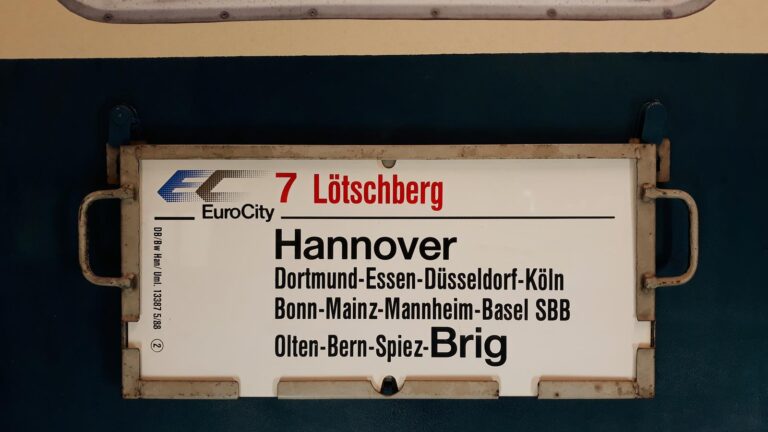 EC 7 Lötschberg
EuroCity
Hannover
Dortmund-Essen-Düsseldorf-Köln
Bonn-Mainz-Mannheim-Basel SBB
Olten-Bern-Spiez-Brig
DB/Bw Han/ Uml. 13387 5/88 2